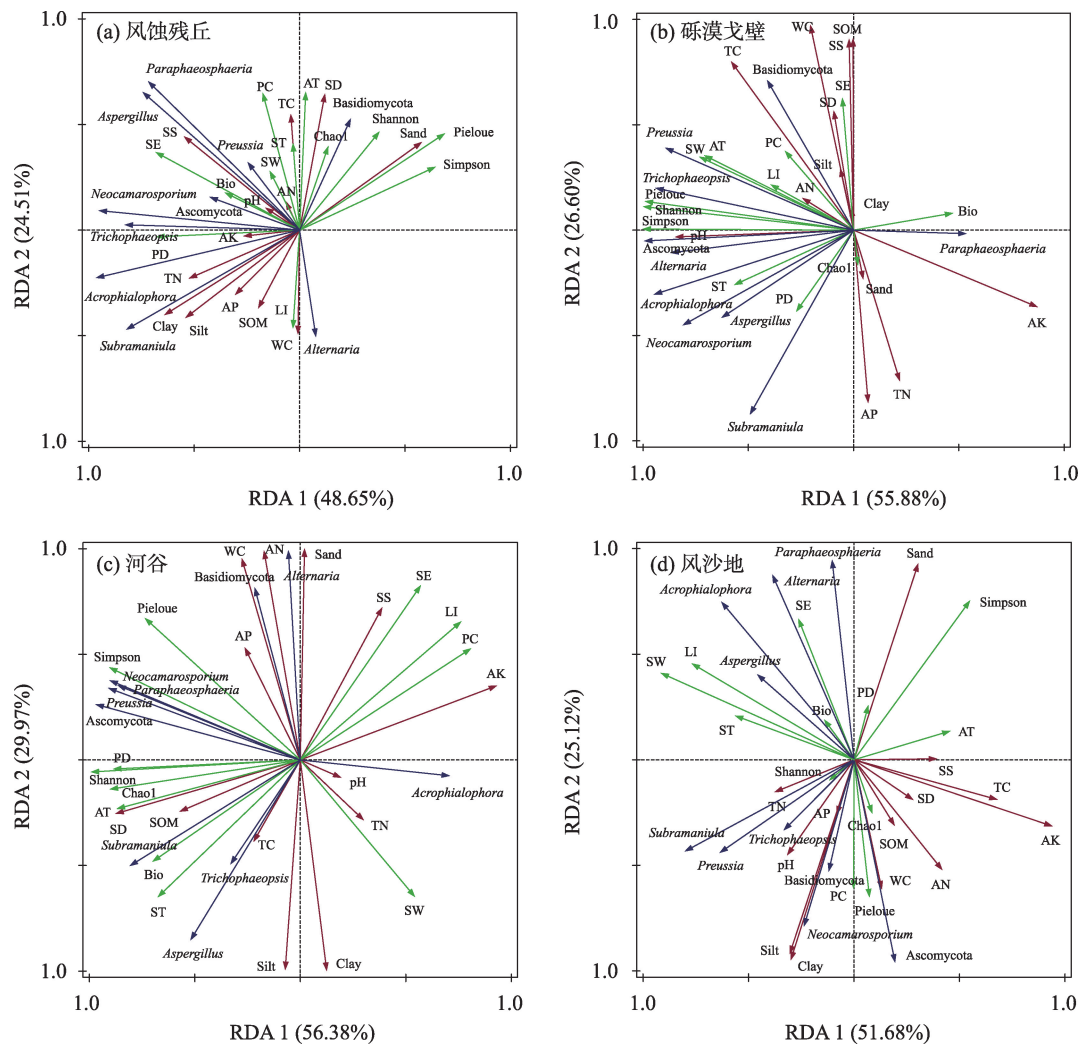 1.0
(a) 风蚀残丘
Paraphaeosphaeria
Aspergillus
PC
AT
SD
TC
Basidiomycota
SS
SE
Preussia
ST
Chao1
Shannon
Sand
Pieloue
SW
Simpson
Neocamarosporium
Bio
AN
pH
Ascomycota
Trichophaeopsis
AK
PD
TN
Acrophialophora
AP
SOM
LI
Clay
Silt
Subramaniula
WC
Alternaria
1.0
1.0
1.0
RDA 1 (48.65%)
RDA 2 (24.51%)
1.0
(b) 砾漠戈壁
WC
SOM
SS
TC
Basidiomycota
SE
SD
Preussia
SW
AT
PC
Silt
Trichophaeopsis
LI
AN
Pieloue
Shannon
Clay
Bio
Simpson
pH
Ascomycota
Paraphaeosphaeria
Alternaria
Chao1
ST
Sand
Acrophialophora
PD
Aspergillus
AK
Neocamarosporium
TN
AP
Subramaniula
1.0
1.0
1.0
RDA 1 (55.88%)
RDA 2 (26.60%)
1.0
(c) 河谷
WC
AN
Sand
Basidiomycota
Alternaria
SE
SS
Pieloue
LI
AP
PC
Simpson
Neocamarosporium
AK
Paraphaeosphaeria
Preussia
Ascomycota
PD
Shannon
pH
Chao1
Acrophialophora
AT
SD
SOM
TN
Subramaniula
TC
Bio
Trichophaeopsis
ST
SW
Aspergillus
Silt
Clay
1.0
1.0
1.0
RDA 1 (56.38%)
RDA 2 (29.97%)
1.0
(d) 风沙地
Paraphaeosphaeria
Sand
Acrophialophora
Alternaria
SE
Simpson
LI
SW
Aspergillus
PD
Bio
ST
AT
Shannon
SS
TC
TN
AP
SD
Chao1
Subramaniula
Trichophaeopsis
SOM
AK
Preussia
pH
Basidiomycota
WC
AN
PC
Pieloue
Neocamarosporium
Silt
Clay
Ascomycota
1.0
1.0
1.0
RDA 1 (51.68%)
RDA 2 (25.12%)